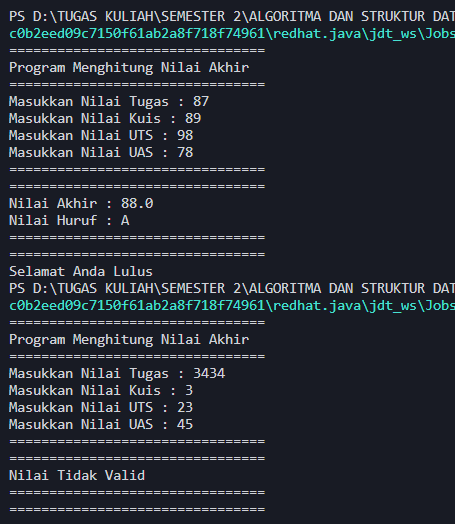 PS D:\TUGAS KULIAH\SEMESTER 2\ALGORITMA DAN STRUKTUR DAT
c0b2eed09c7150f61ab2a8f718f74961\redhat.java\jdt_ws\Jobs
================================
Program Menghitung Nilai Akhir
================================
Masukkan Nilai Tugas : 87
Masukkan Nilai Kuis : 89
Masukkan Nilai UTS : 98
Masukkan Nilai UAS : 78
================================
================================
Nilai Akhir : 88.0
Nilai Huruf : A
================================
================================
Selamat Anda Lulus
PS D:\TUGAS KULIAH\SEMESTER 2\ALGORITMA DAN STRUKTUR DAT
c0b2eed09c7150f61ab2a8f718f74961\redhat.java\jdt_ws\Jobs
================================
Program Menghitung Nilai Akhir
================================
Masukkan Nilai Tugas : 3434
Masukkan Nilai Kuis : 3
Masukkan Nilai UTS : 23
Masukkan Nilai UAS : 45
================================
================================
Nilai Tidak Valid
================================
================================